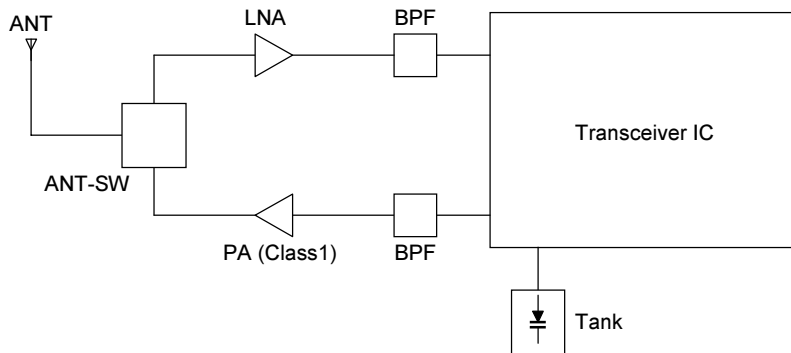 ANT
LNA
BPF
Transceiver IC
ANT-SW
PA (Class1)
BPF
Tank